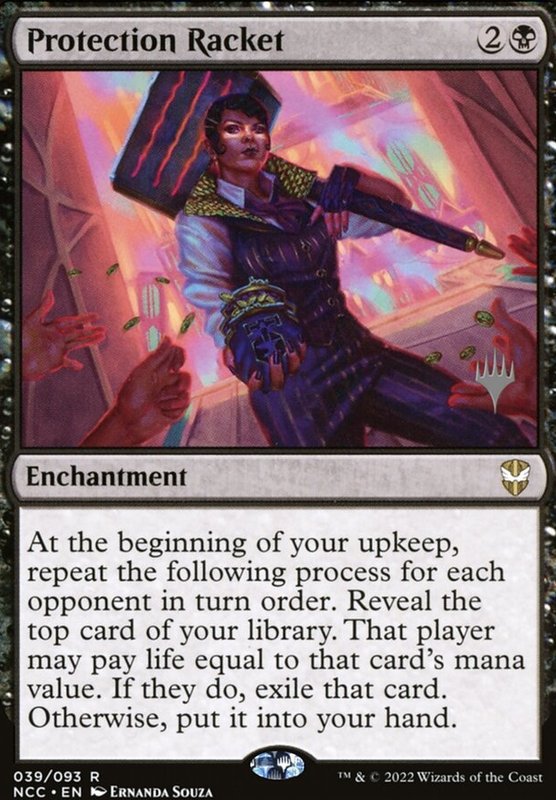 Protection Racket 2
Enchantment
At the beginning of your upkeep,
repeat the following process for each
opponent in turn order. Reveal the
top card of your library. That player
may pay life equal to that card's mana
value. If they do, exile that card.
Otherwise, put it into your hand.
039/093 R
NCC • EN Ernanda Souza
™ & © 2022 Wizards of the Coast